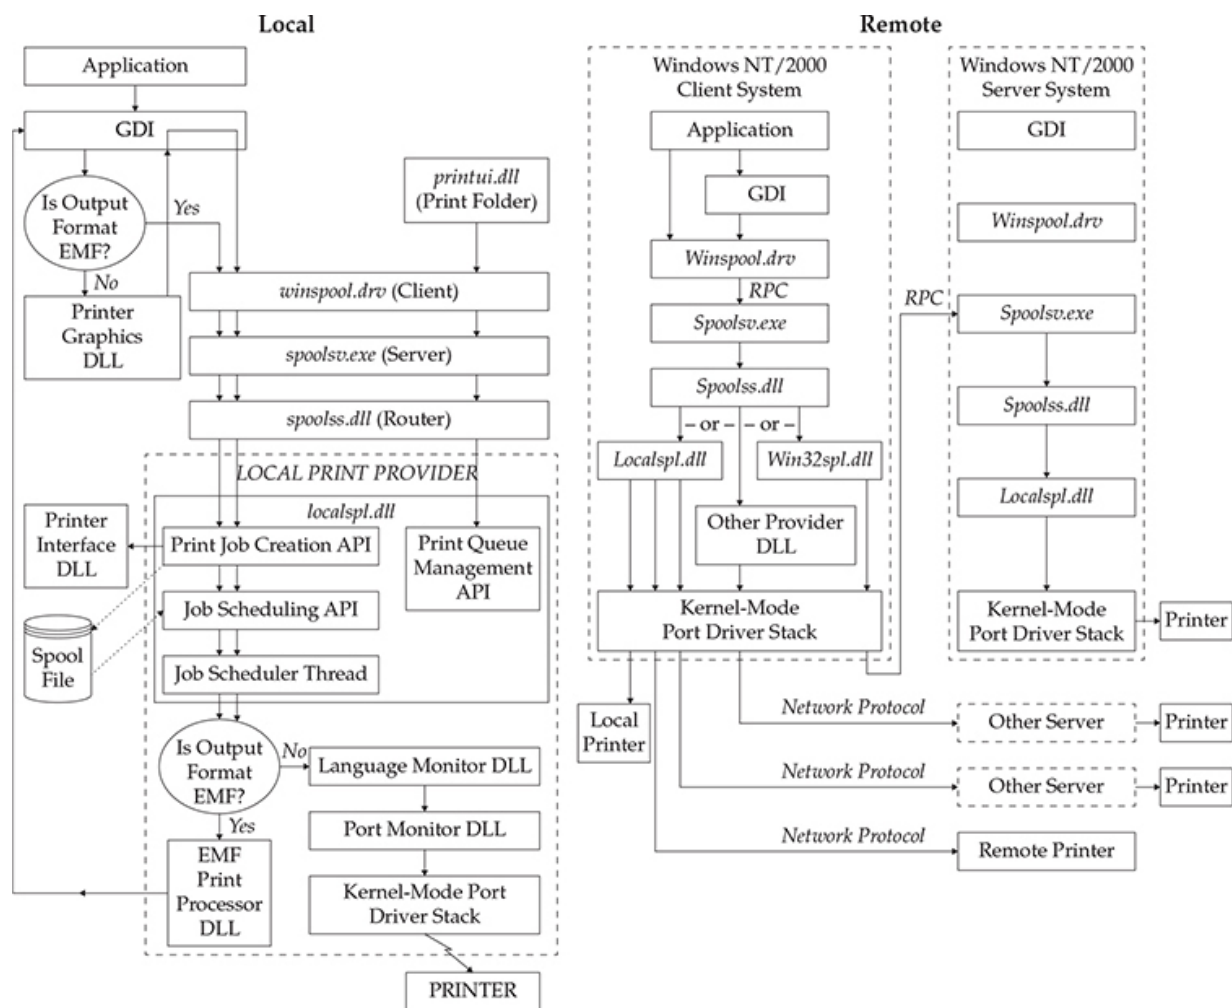 Local
Application
GDI
Is Output
Format
EMF?
Yes
No
Printer
Graphics
DLL
printui.dll
(Print Folder)
winspool.drv (Client)
spoolsv.exe (Server)
spoolss.dll (Router)
LOCAL PRINT PROVIDER
localspl.dll
Printer
Interface
DLL
Print Job Creation API
Print Queue
Management
API
Job Scheduling API
Spool
File
Job Scheduler Thread
Is Output
Format
EMF?
No
Yes
Language Monitor DLL
Port Monitor DLL
EMF
Print
Processor
DLL
Kernel-Mode Port
Driver Stack
PRINTER
Remote
Windows NT/2000
Client System
Application
GDI
Winspool.drv
RPC
Spoolsv.exe
Spoolss.dll
or
or
Localspl.dll
Win32spl.dll
Other Provider
DLL
Kernel-Mode
Port Driver Stack
Local
Printer
Windows NT/2000
Server System
GDI
Winspool.drv
RPC
Spoolsv.exe
Spoolss.dll
Localspl.dll
Kernel-Mode
Port Driver Stack
Printer
Network Protocol
Other Server
Printer
Network Protocol
Other Server
Printer
Network Protocol
Remote Printer